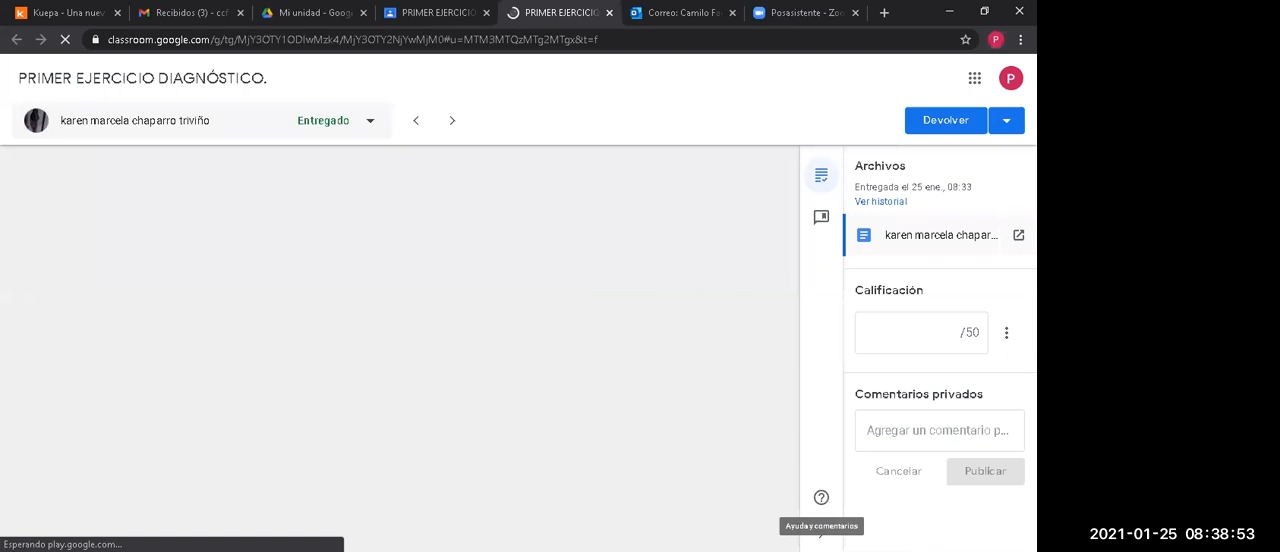 Kuepa - Una nuev
Recibidos (3) - ccf
Mi unidad - Goog
PRIMER EJERCICIO
PRIMER EJERCICIO
Correo: Camilo F
Posasistente - Zoo
classroom.google.com/g/tg/MjY3OTY1ODIwMzk4/MjY3OTY2NjYwMjM0#u=MTM3MTQzMTg2MTgx&t=f
P
PRIMER EJERCICIO DIAGNÓSTICO.
P
karen marcela chaparro triviño
Entregado
Devolver
Archivos
Entregada el 25 ene., 08:33
Ver historial
karen marcela chapar...
Calificación
/50
Comentarios privados
Agregar un comentario p...
Cancelar
Publicar
Ayuda y comentarios
Esperando play.google.com...
2021-01-25 08:38:53